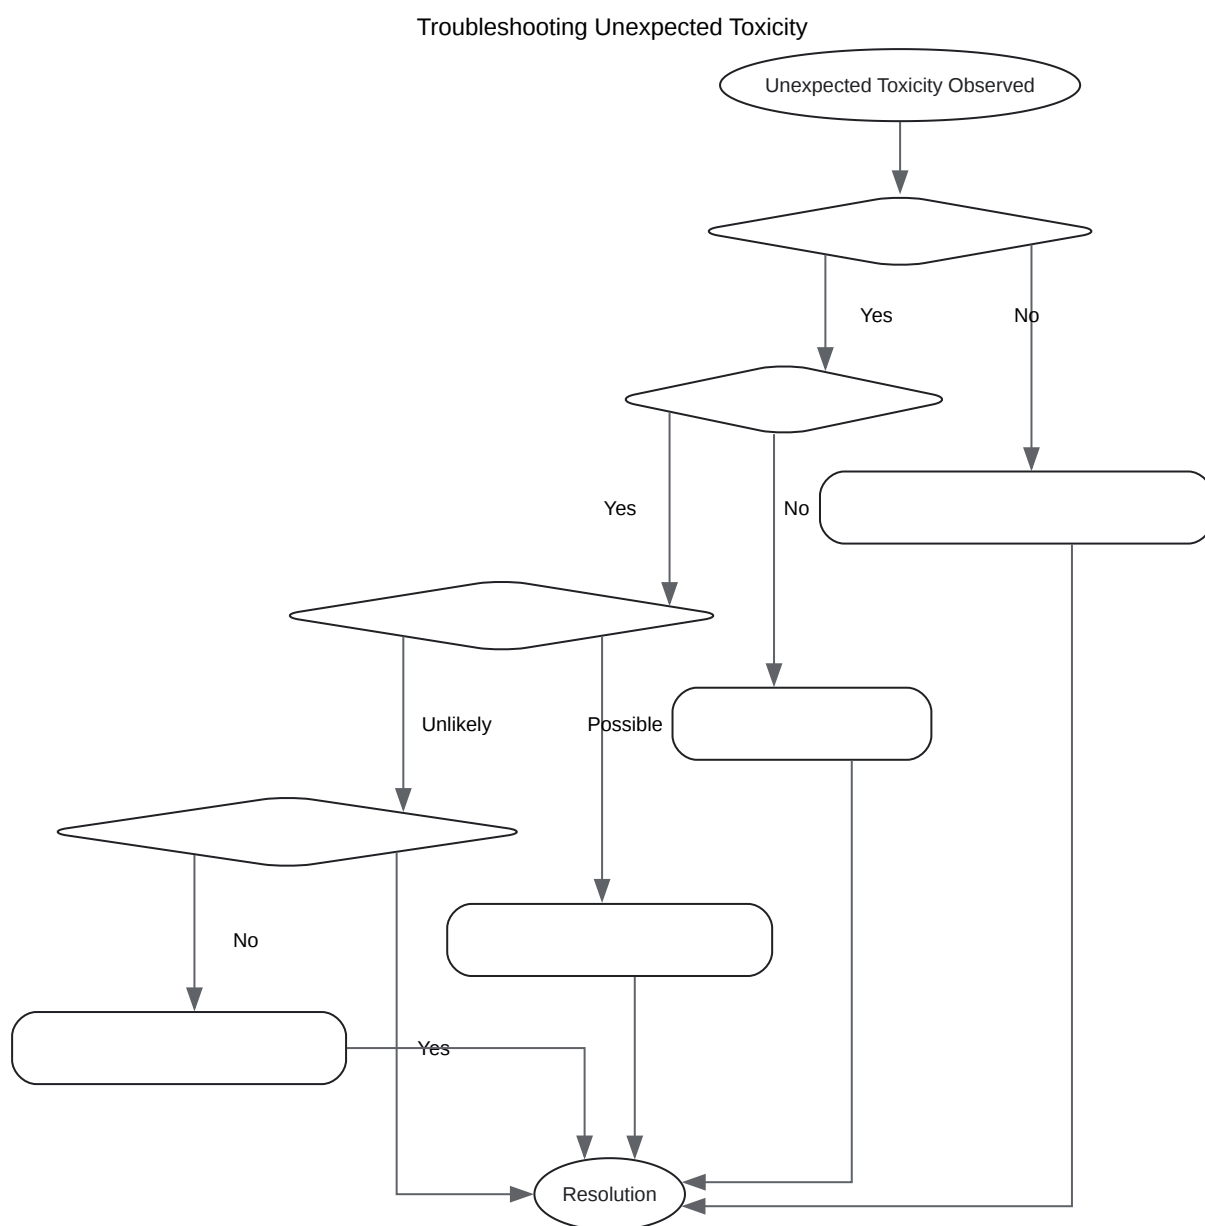 Troubleshooting Unexpected Toxicity
Unexpected Toxicity Observed
Yes
No
Yes
No
Unlikely
Possible
No
Yes
Resolution